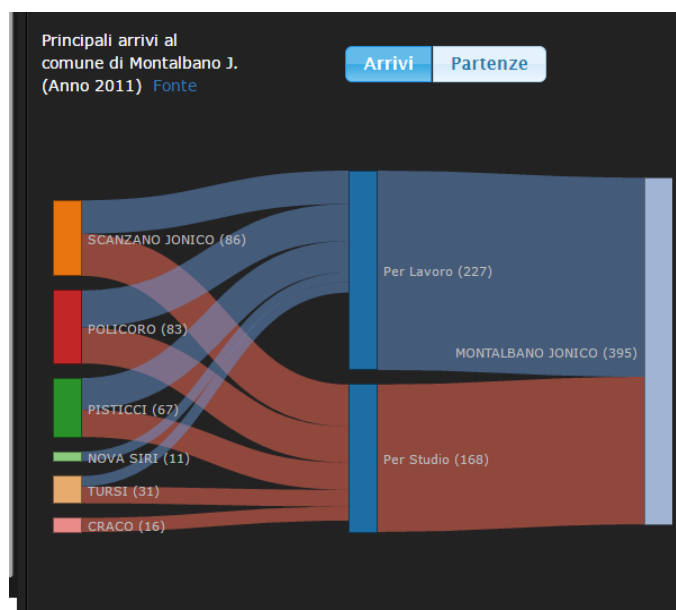 Principali arrivi al
comune di Montalbano J.
(Anno 2011) Fonte
Arrivi Partenze
SCANZANO JONICO (86)
Per Lavoro (227)
POLICORO (83)
MONTALBANO JONICO (395)
PISTICCI (67)
NOVA SIRI (11)
Per Studio (168)
TURSI (31)
CRACO (16)